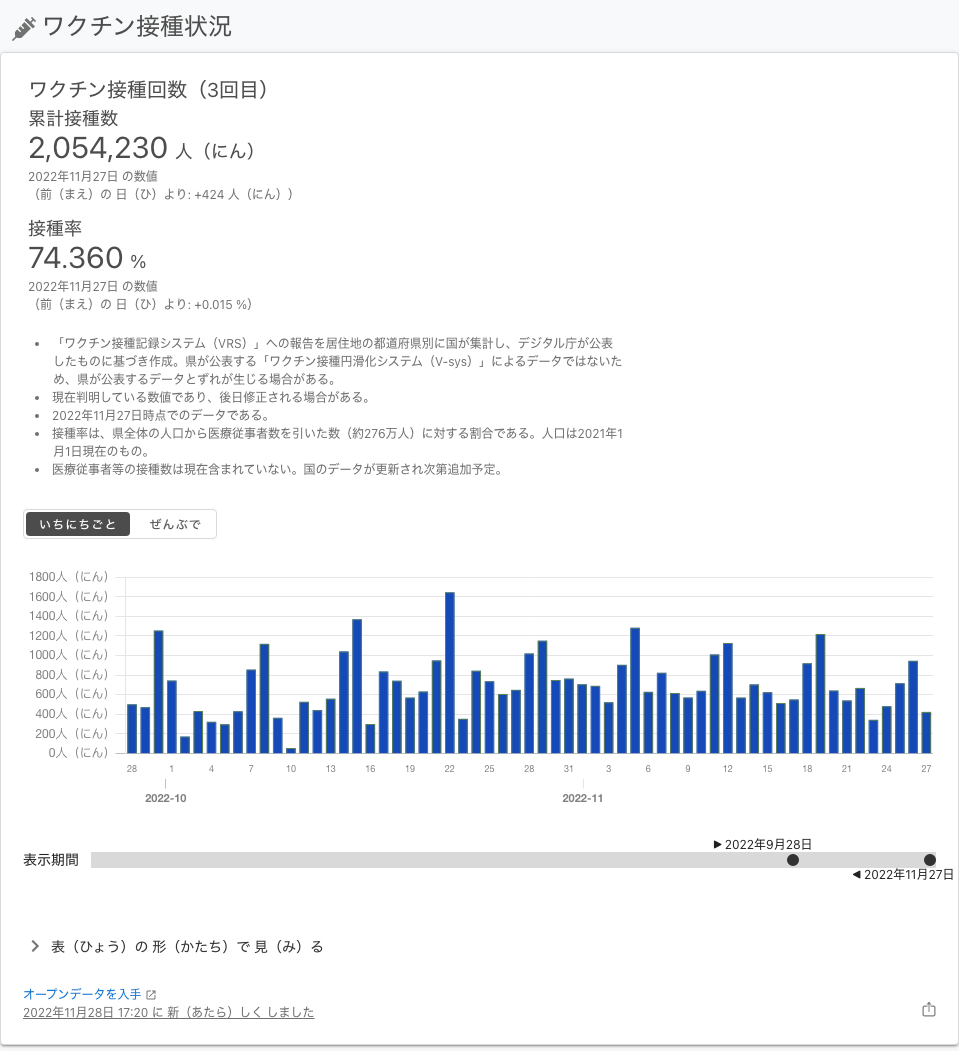 ワクチン接種状況
ワクチン接種回数（3回目）
累計接種数
2,054,230 人（にん）
2022年11月27日 の数値
（前（まえ）の 日（ひ）より: +424 人（にん））
接種率
74.360 %
2022年11月27日 の数値
（前（まえ）の 日（ひ）より: +0.015 %）
• 「ワクチン接種記録システム（VRS）」への報告を居住地の都道府県別に国が集計し、デジタル庁が公表
したものに基づき作成。県が公表する「ワクチン接種円滑化システム（V-sys）」によるデータではないた
め、県が公表するデータとずれが生じる場合がある。
• 現在判明している数値であり、後日修正される場合がある。
• 2022年11月27日時点でのデータである。
• 接種率は、県全体の人口から医療従事者数を引いた数（約276万人）に対する割合である。人口は2021年1
月1日現在のもの。
• 医療従事者等の接種数は現在含まれていない。国のデータが更新され次第追加予定。
いちにちごと ぜんぶで
1800人（にん）
1600人（にん）
1400人（にん）
1200人（にん）
1000人（にん）
800人（にん）
600人（にん）
400人（にん）
200人（にん）
0人（にん）
28 1 4 7 10 13 16 19 22 25 28 31 3 6 9 12 15 18 21 24 27
2022-10 2022-11
▶ 2022年9月28日
表示期間
◀ 2022年11月27日
表（ひょう）の 形（かたち）で 見（み）る
オープンデータを入手
2022年11月28日 17:20 に 新（あたら）しく しました